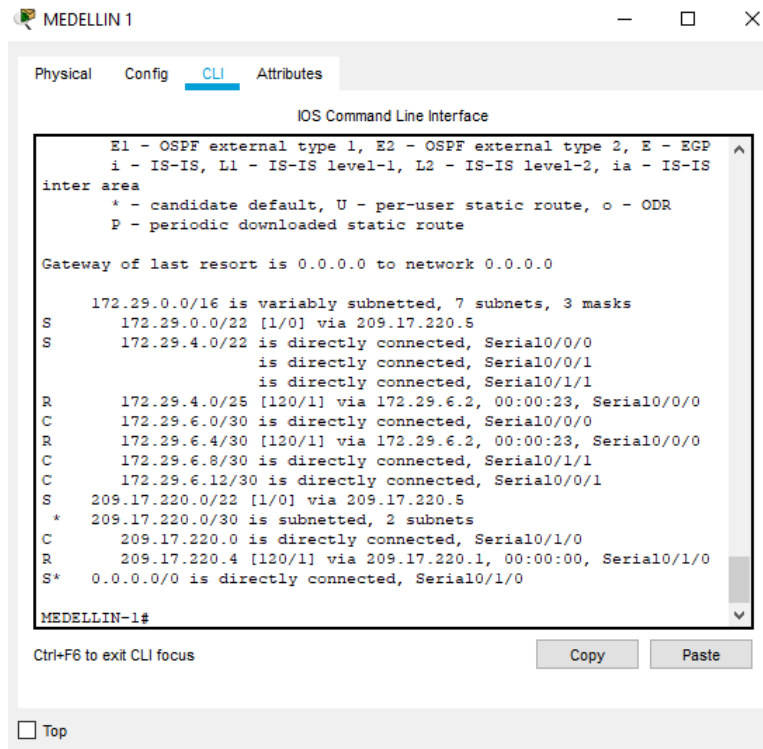 MEDELLIN 1
Physical Config CLI Attributes
IOS Command Line Interface
E1 - OSPF external type 1, E2 - OSPF external type 2, E - EGP
i - IS-IS, L1 - IS-IS level-1, L2 - IS-IS level-2, ia - IS-IS
inter area
* - candidate default, U - per-user static route, o - ODR
P - periodic downloaded static route
Gateway of last resort is 0.0.0.0 to network 0.0.0.0
172.29.0.0/16 is variably subnetted, 7 subnets, 3 masks
S 172.29.0.0/22 [1/0] via 209.17.220.5
S 172.29.4.0/22 is directly connected, Serial0/0/0
is directly connected, Serial0/0/1
is directly connected, Serial0/1/1
R 172.29.4.0/25 [120/1] via 172.29.6.2, 00:00:23, Serial0/0/0
C 172.29.6.0/30 is directly connected, Serial0/0/0
R 172.29.6.4/30 [120/1] via 172.29.6.2, 00:00:23, Serial0/0/0
C 172.29.6.8/30 is directly connected, Serial0/1/1
C 172.29.6.12/30 is directly connected, Serial0/0/1
S 209.17.220.0/22 [1/0] via 209.17.220.5
* 209.17.220.0/30 is subnetted, 2 subnets
C 209.17.220.0 is directly connected, Serial0/1/0
R 209.17.220.4 [120/1] via 209.17.220.1, 00:00:00, Serial0/1/0
S* 0.0.0.0/0 is directly connected, Serial0/1/0
MEDELLIN-1#
Ctrl+F6 to exit CLI focus Copy Paste
Top